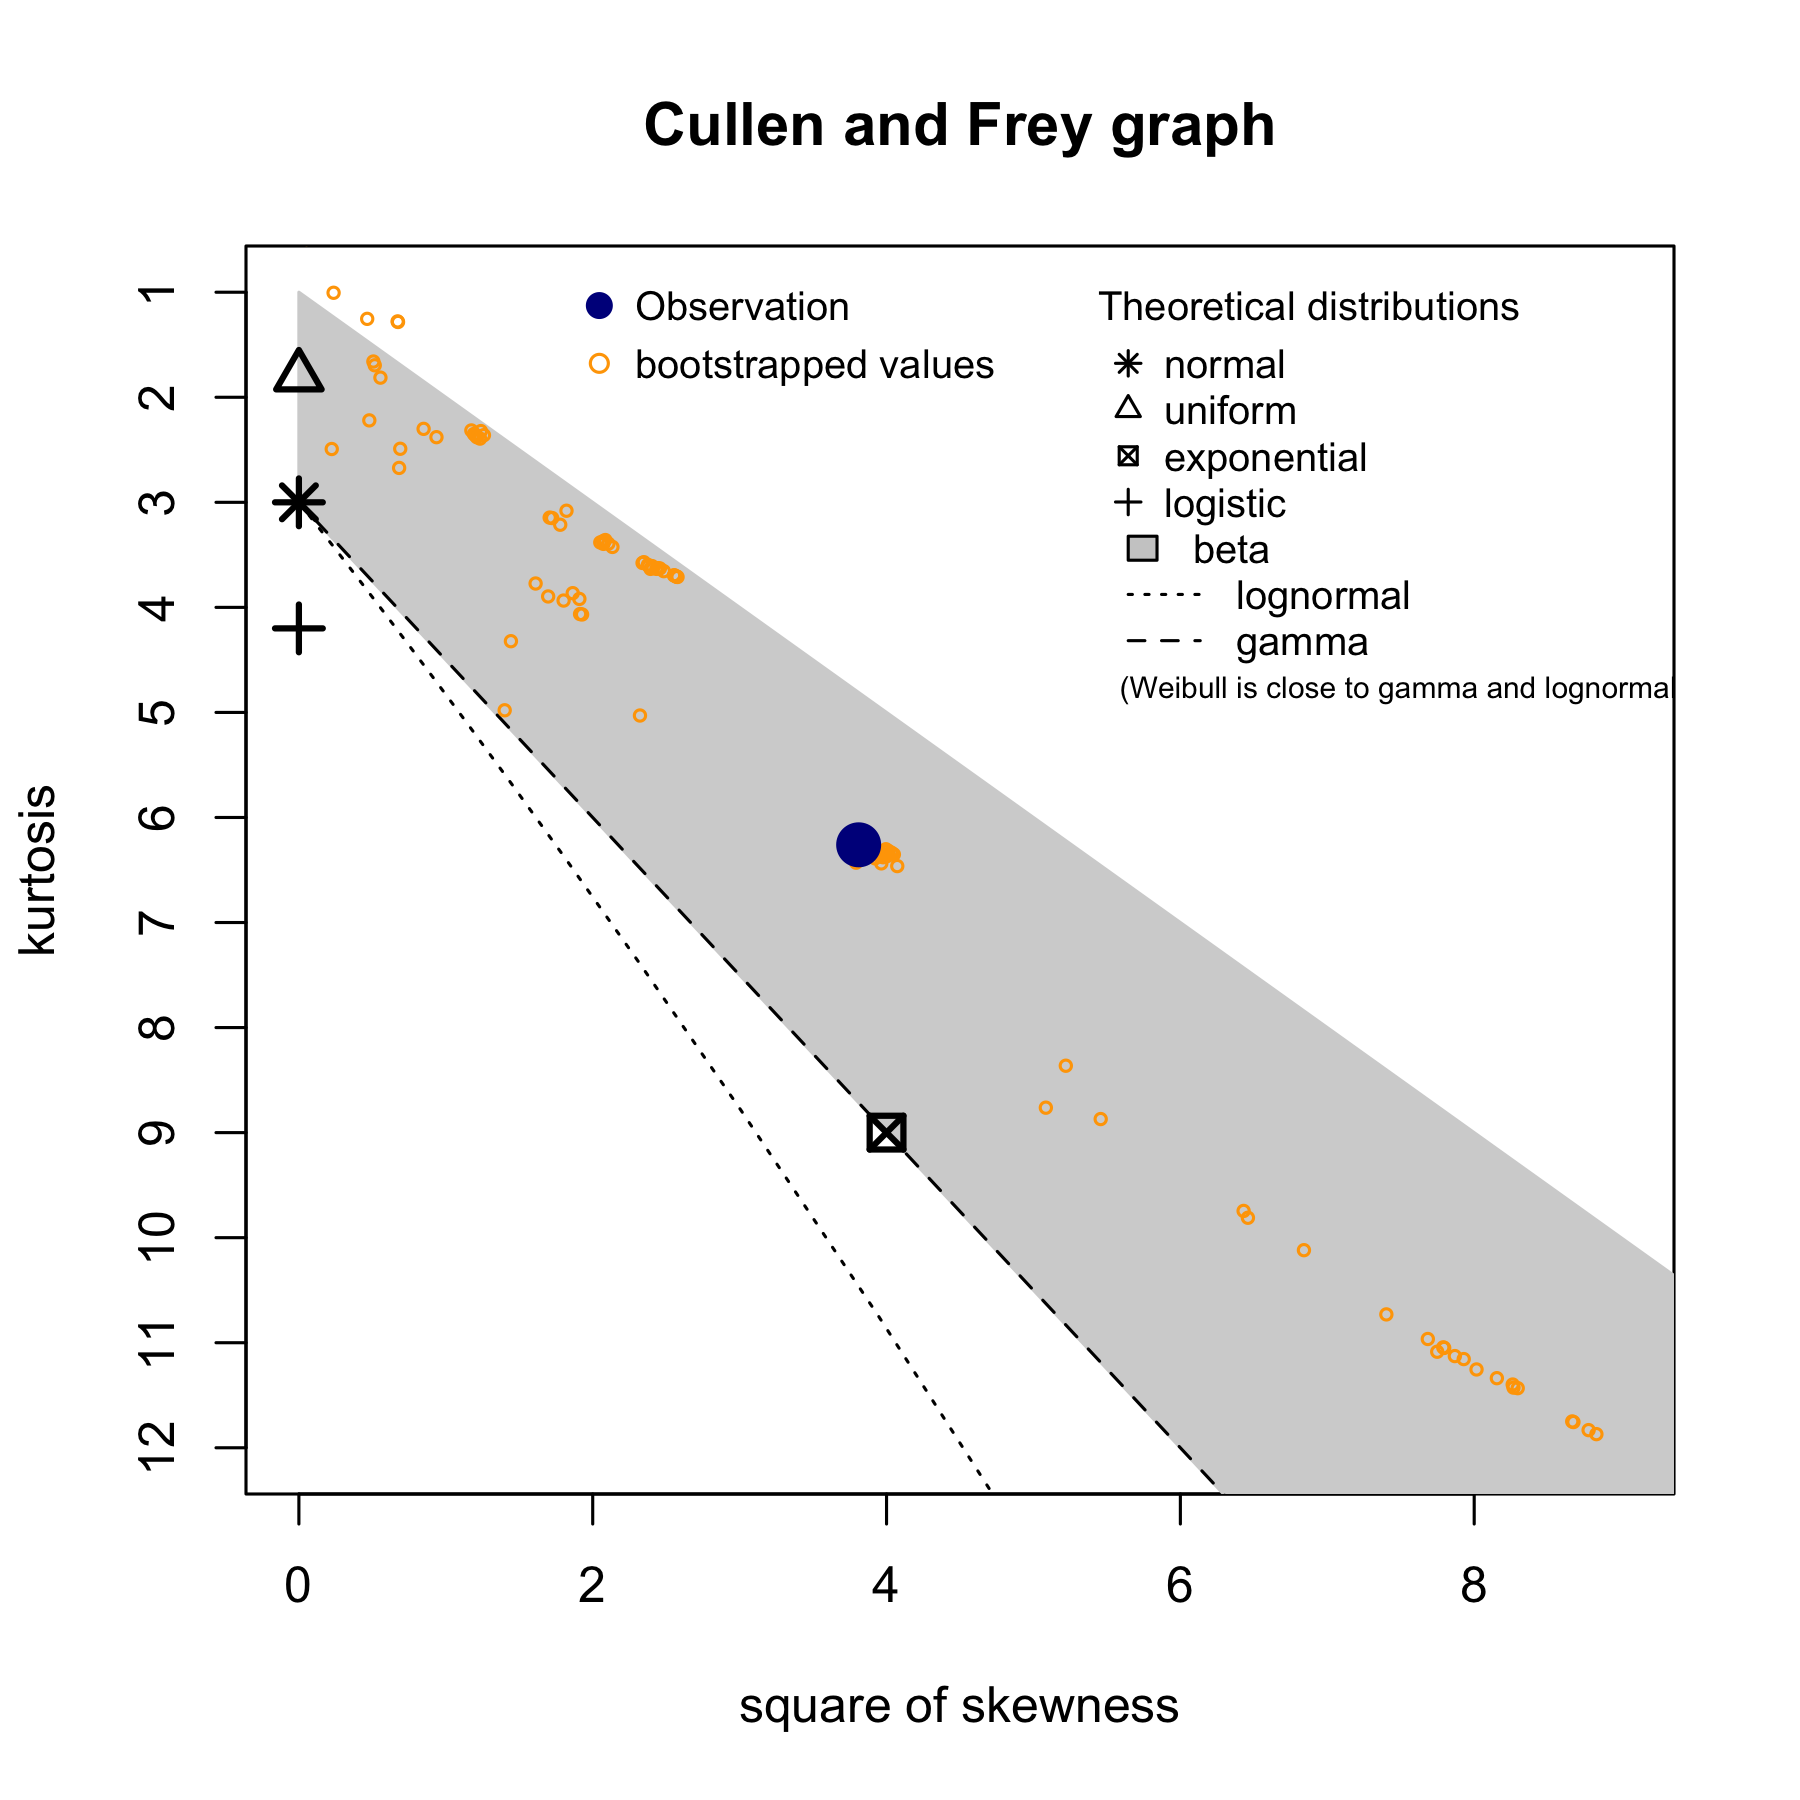 Cullen and Frey graph
Observation
bootstrapped values
Theoretical distributions
normal
uniform
exponential
logistic
beta
lognormal
gamma
(Weibull is close to gamma and lognormal
kurtosis
1
2
3
4
5
6
7
8
9
10
11
12
0 2 4 6 8
square of skewness